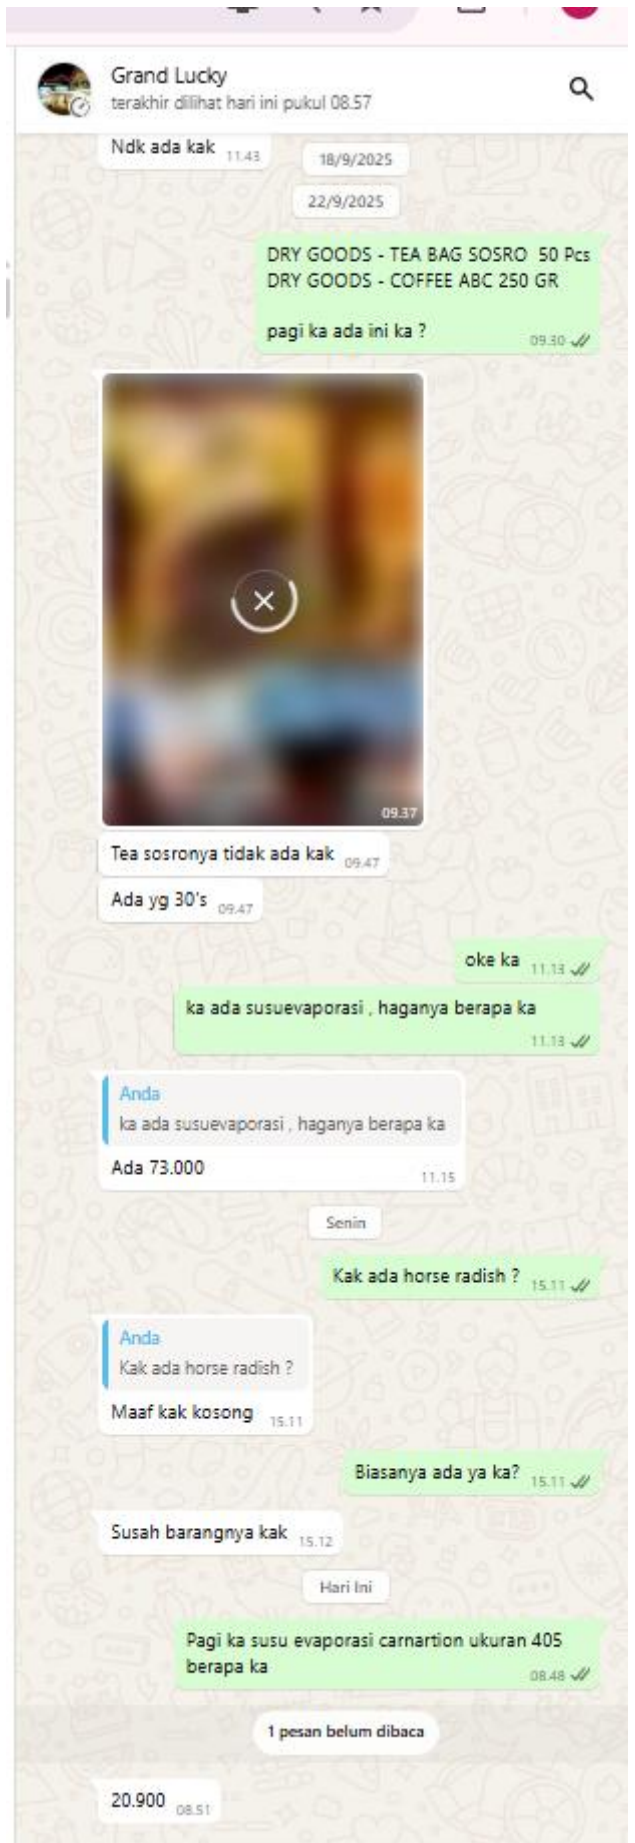 Grand Lucky
terakhir dilihat hari ini pukul 08.57
Ndk ada kak 11.43
18/9/2025
22/9/2025
DRY GOODS - TEA BAG SOSRO 50 Pcs
DRY GOODS - COFFEE ABC 250 GR
pagi ka ada ini ka ?
09.30
09.37
Tea sosronya tidak ada kak 09.47
Ada yg 30's 09.47
oke ka 11.13
ka ada susuevaporasi , haganya berapa ka
11.13
Anda
ka ada susuevaporasi , haganya berapa ka
Ada 73.000
11.15
Senin
Kak ada horse radish ? 15.11
Anda
Kak ada horse radish ?
Maaf kak kosong 15.11
Biasanya ada ya ka? 15.11
Susah barangnya kak 15.12
Hari Ini
Pagi ka susu evaporasi carnartion ukuran 405
berapa ka
08.48
1 pesan belum dibaca
20.900 08.51